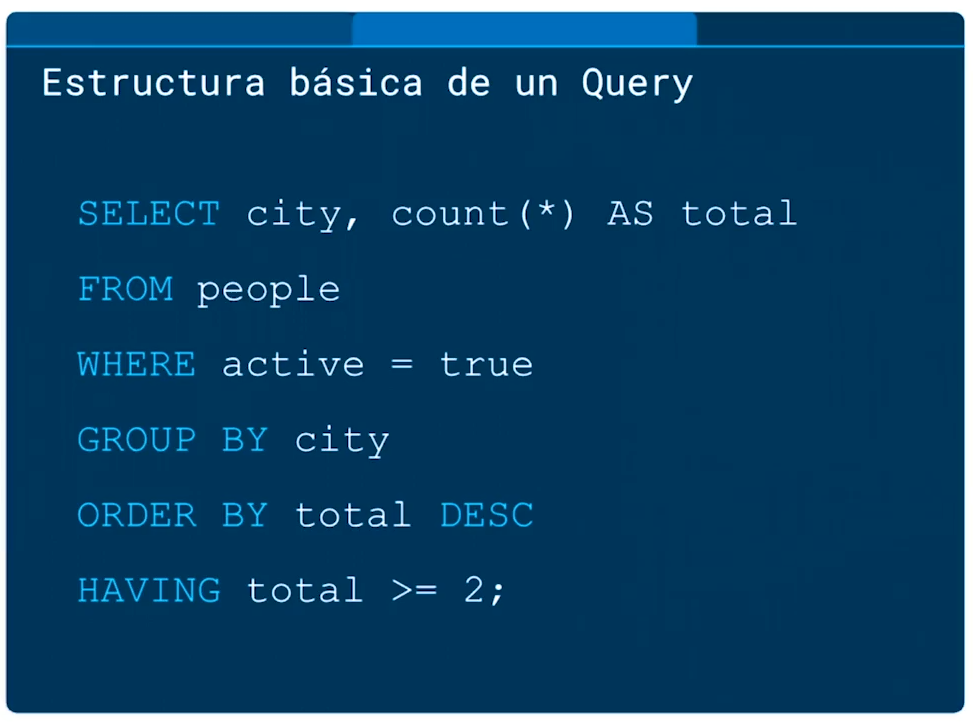 Estructura básica de un Query
SELECT city, count(*) AS total
FROM people
WHERE active = true
GROUP BY city
ORDER BY total DESC
HAVING total >= 2;